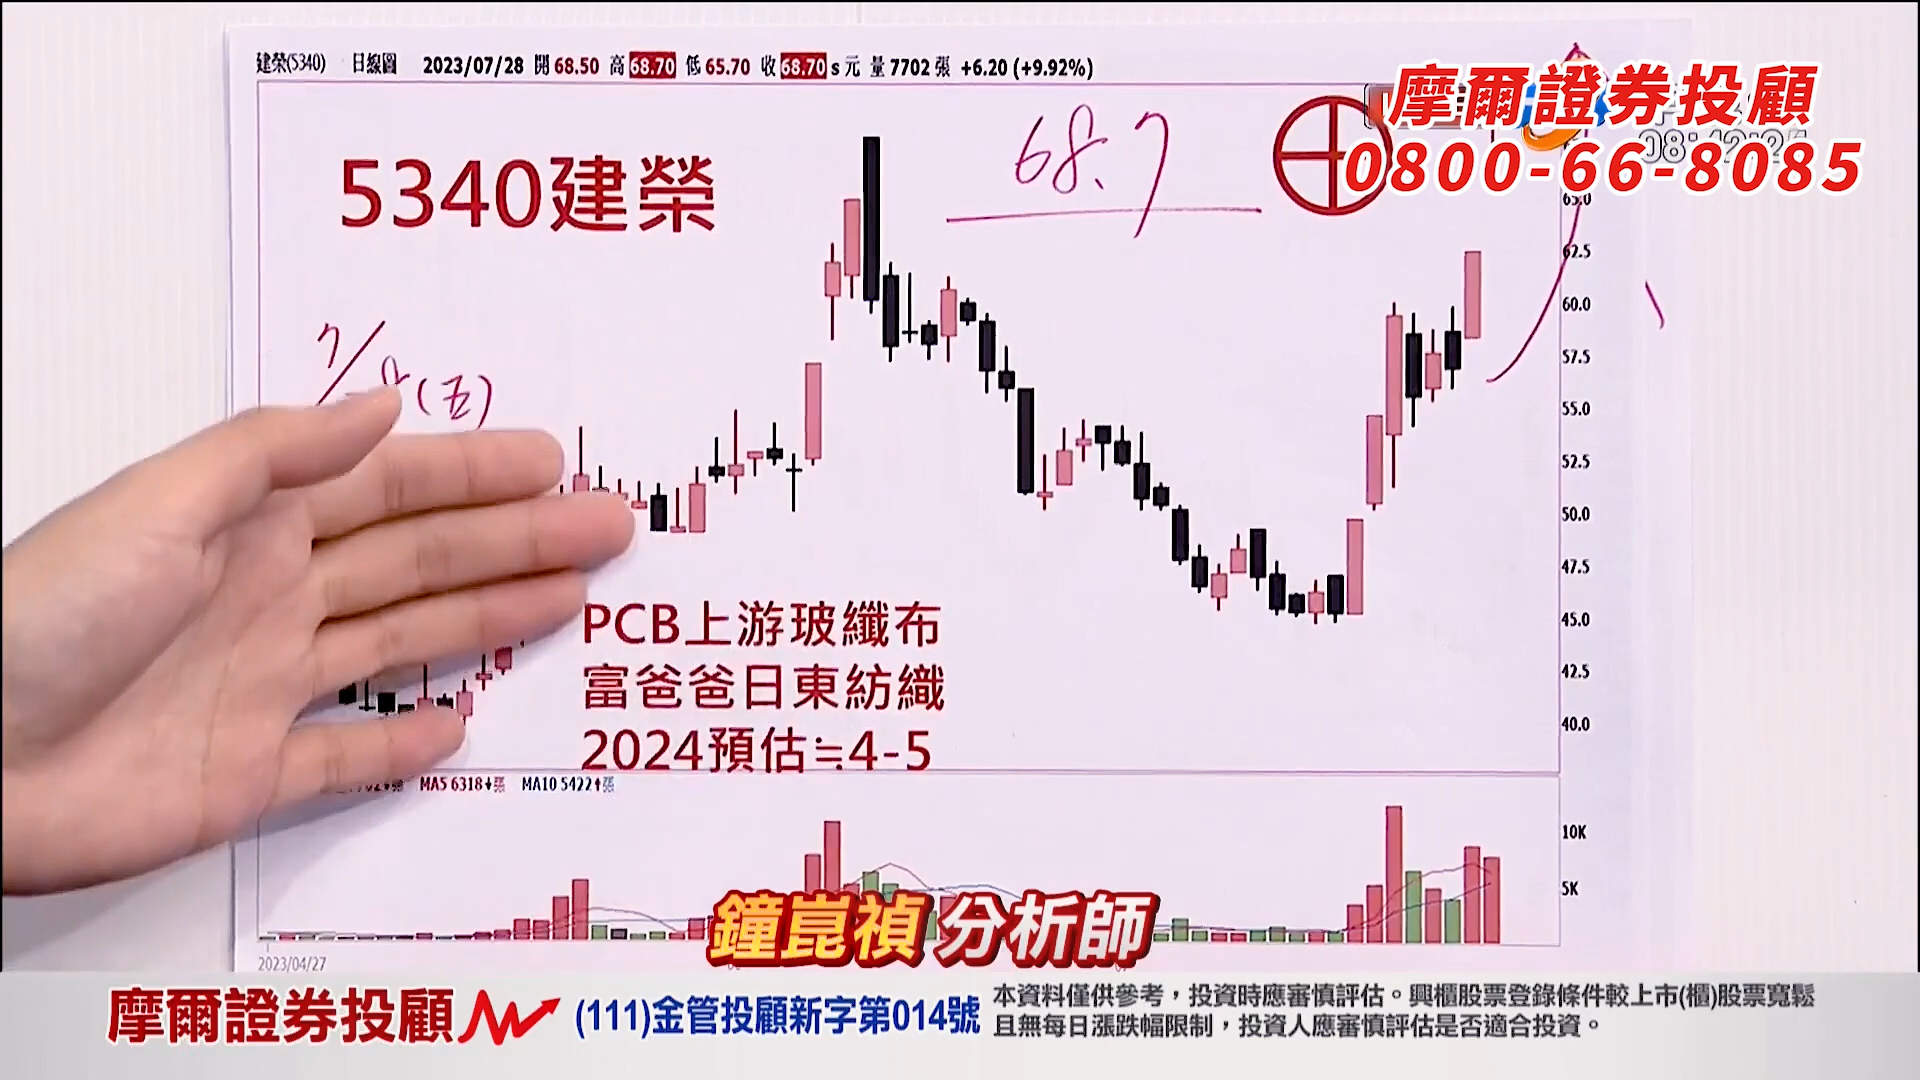 建榮(5340) 日線圖 2023/07/28 開 68.50 高 68.70 低 65.70 收 68.70 s 元 量 7702 張 +6.20 (+9.92%)
摩爾證券投顧
0800-66-8085
5340建榮
68.7
65.0
62.5
60.0
57.5
55.0
52.5
50.0
47.5
45.0
42.5
40.0
(五)
PCB上游玻纖布
富爸爸日東紡織
2024預估≒4-5
MA5 6318↓張 MA10 5422↑張
10K
5K
鐘崑禎 分析師
2023/04/27
摩爾證券投顧 (111)金管投顧新字第014號
本資料僅供參考，投資時應審慎評估。興櫃股票登錄條件較上市(櫃)股票寬鬆
且無每日漲跌幅限制，投資人應審慎評估是否適合投資。